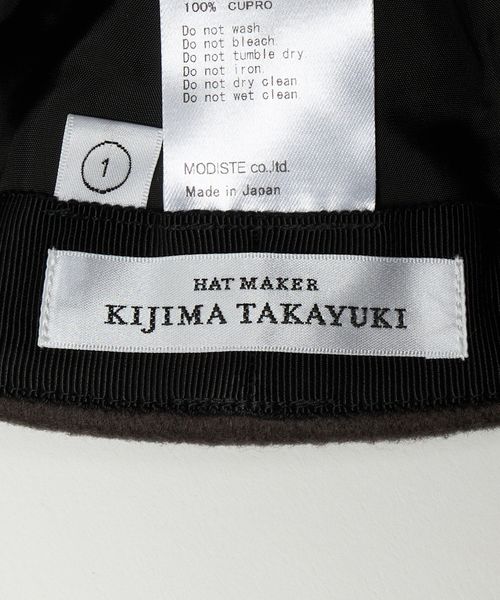 100% CUPRO
Do not wash.
Do not bleach.
Do not tumble dry.
Do not iron.
Do not dry clean.
Do not wet clean.
1
MODISTE co.,ltd.
Made in Japan
HAT MAKER
KIJIMA TAKAYUKI